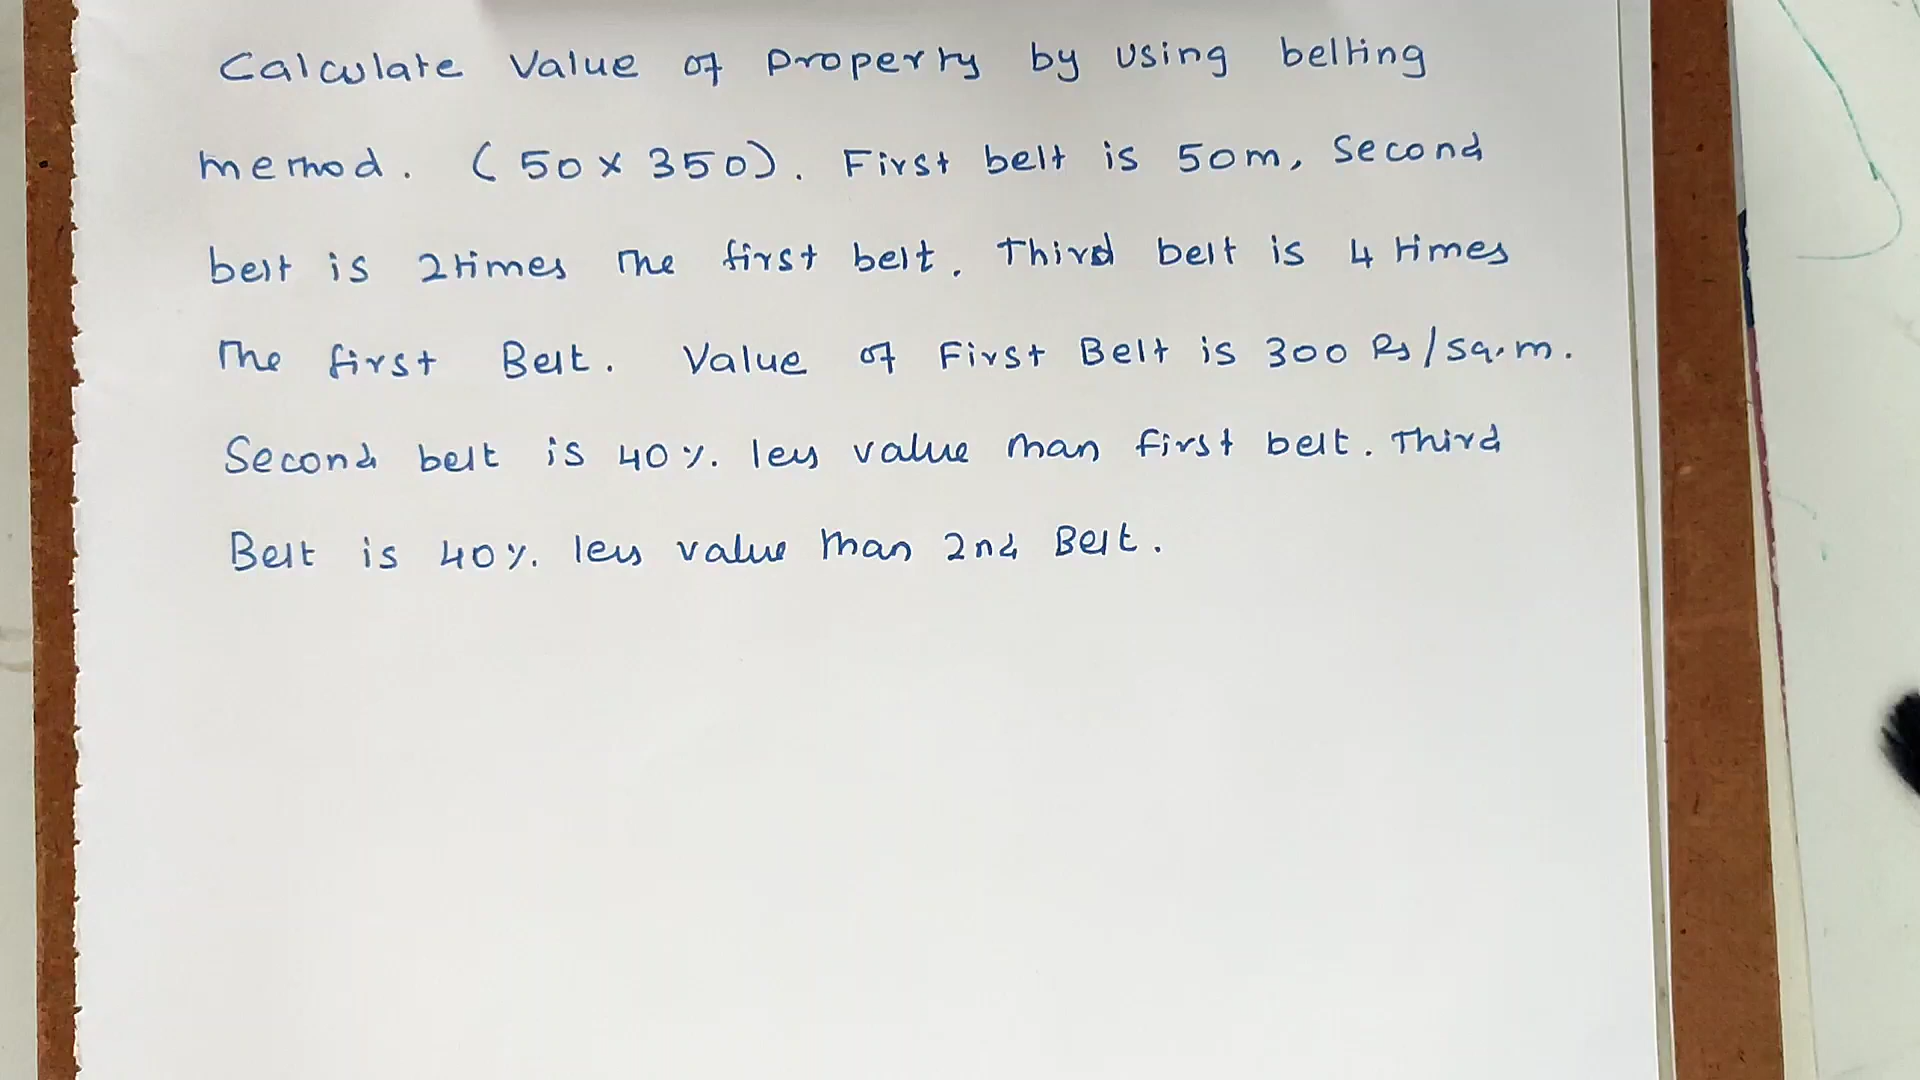 Calculate Value of Property by using belting
method. (50 x 350). First belt is 50m, Second
belt is 2times the first belt. Third belt is 4 times
The first Belt. Value of First Belt is 300 Rs/sq.m.
Second belt is 40%. less value than first belt. Third
Belt is 40%. less value than 2nd Belt.